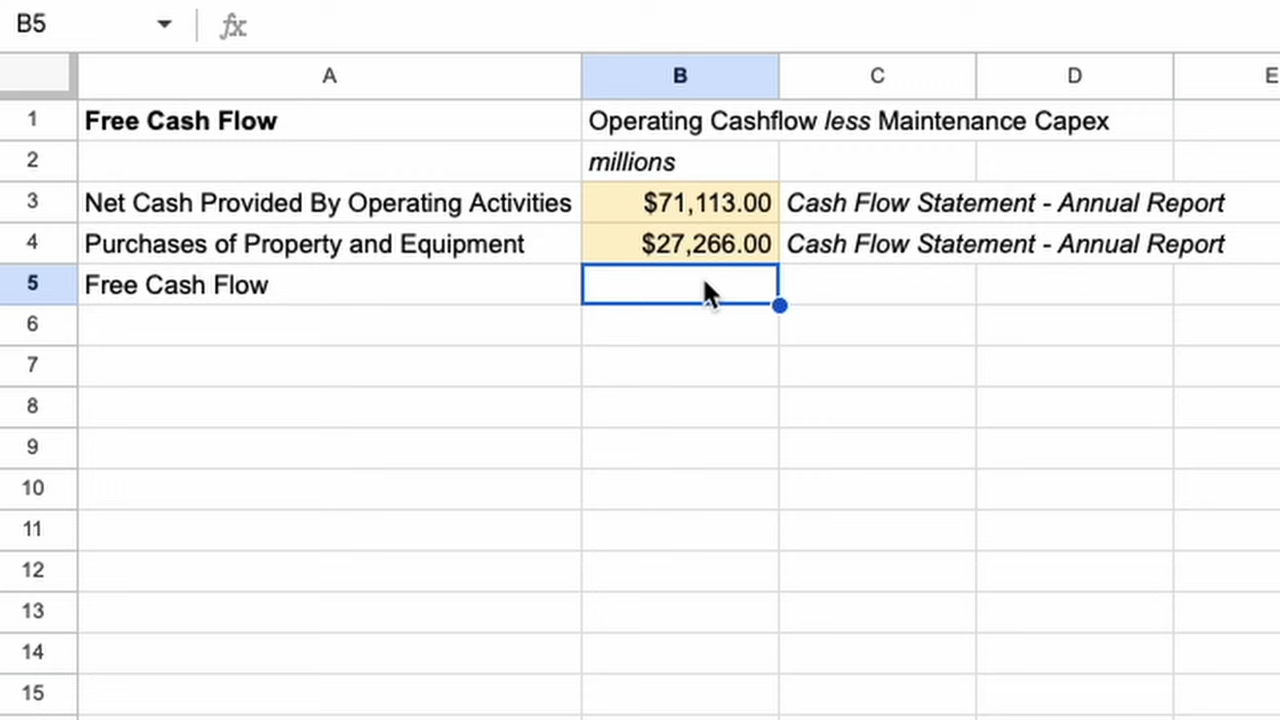 B5 fx
A B C D E
1 Free Cash Flow Operating Cashflow less Maintenance Capex
2 millions
3 Net Cash Provided By Operating Activities $71,113.00 Cash Flow Statement - Annual Report
4 Purchases of Property and Equipment $27,266.00 Cash Flow Statement - Annual Report
5 Free Cash Flow
6
7
8
9
10
11
12
13
14
15